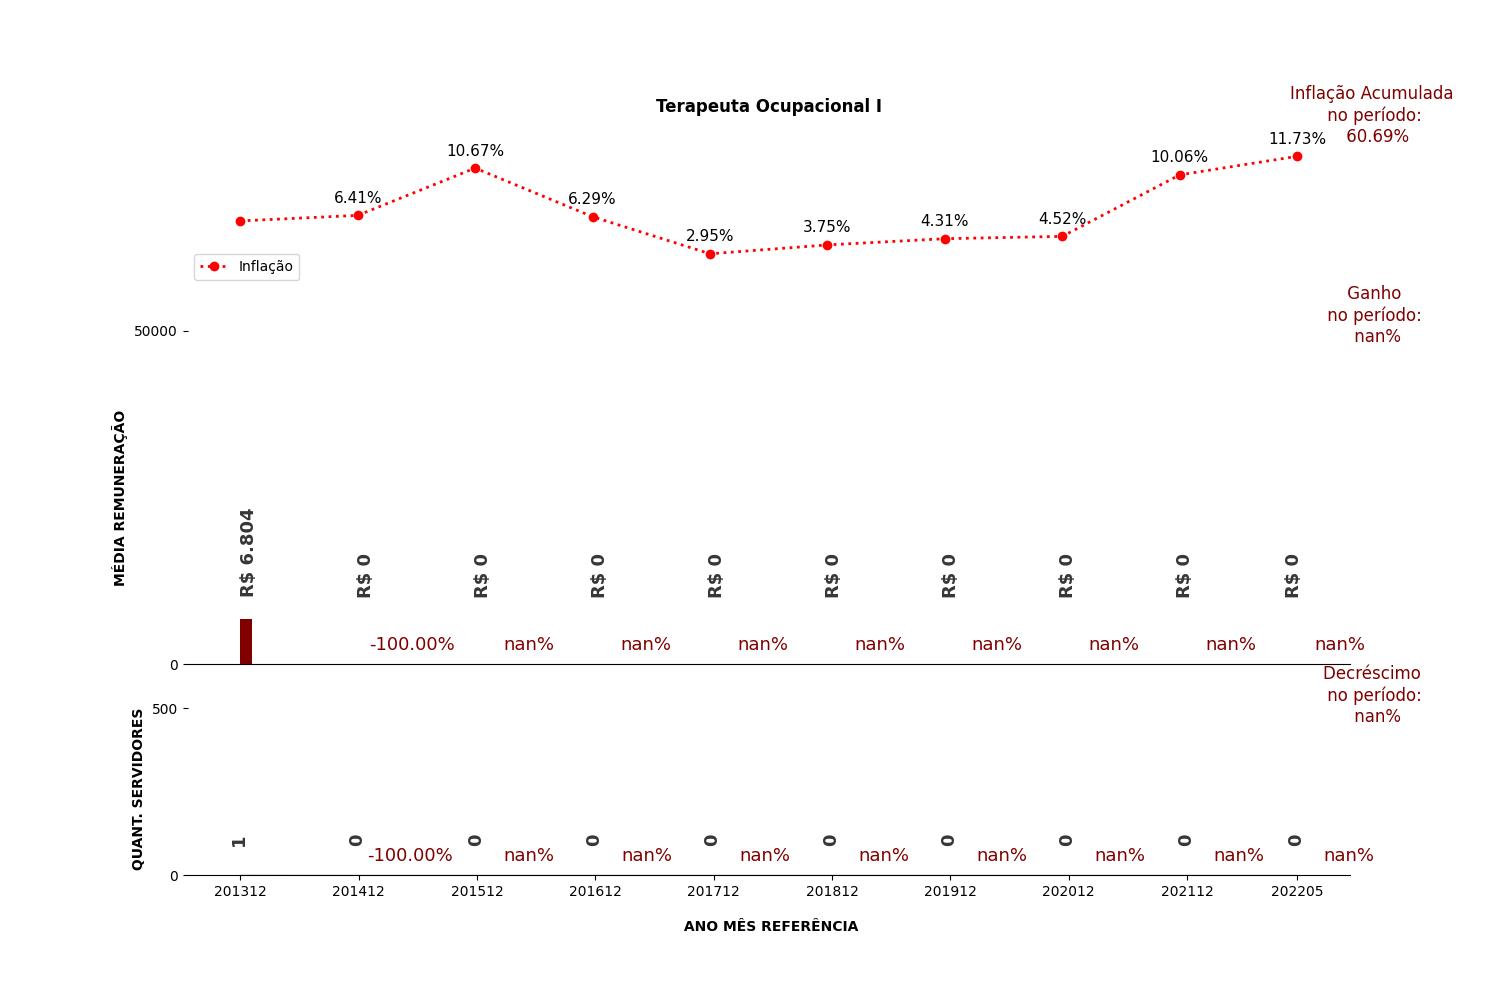 Terapeuta Ocupacional I
Inflação Acumulada
no período:
60.69%
6.41%
10.67%
6.29%
2.95%
3.75%
4.31%
4.52%
10.06%
11.73%
Inflação
Ganho
no período:
nan%
50000
0
MÉDIA REMUNERAÇÃO
R$ 6.804
R$ 0
R$ 0
R$ 0
R$ 0
R$ 0
R$ 0
R$ 0
R$ 0
R$ 0
-100.00%
nan%
nan%
nan%
nan%
nan%
nan%
nan%
nan%
Decréscimo
no período:
nan%
500
0
QUANT. SERVIDORES
1
0
0
0
0
0
0
0
0
0
-100.00%
nan%
nan%
nan%
nan%
nan%
nan%
nan%
nan%
201312
201412
201512
201612
201712
201812
201912
202012
202112
202205
ANO MÊS REFERÊNCIA